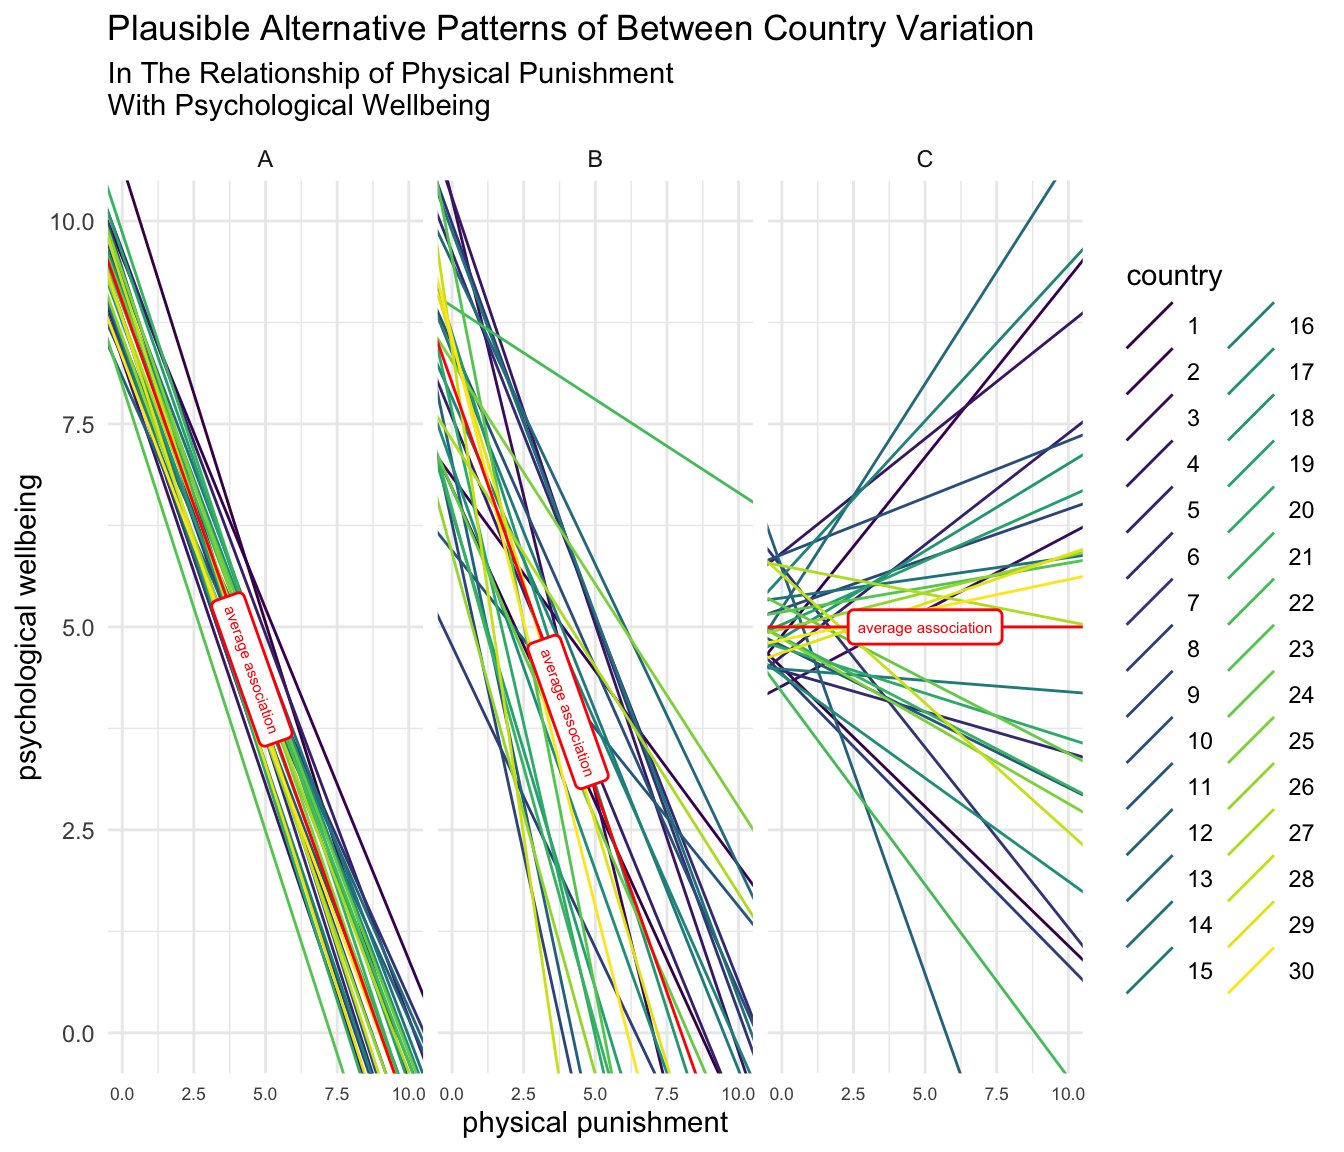 Plausible Alternative Patterns of Between Country Variation
In The Relationship of Physical Punishment
With Psychological Wellbeing
A
B
C
10.0
7.5
5.0
2.5
0.0
psychological wellbeing
average association
average association
average association
0.0 2.5 5.0 7.5 10.0
0.0 2.5 5.0 7.5 10.0
0.0 2.5 5.0 7.5 10.0
physical punishment
country
1
2
3
4
5
6
7
8
9
10
11
12
13
14
15
16
17
18
19
20
21
22
23
24
25
26
27
28
29
30